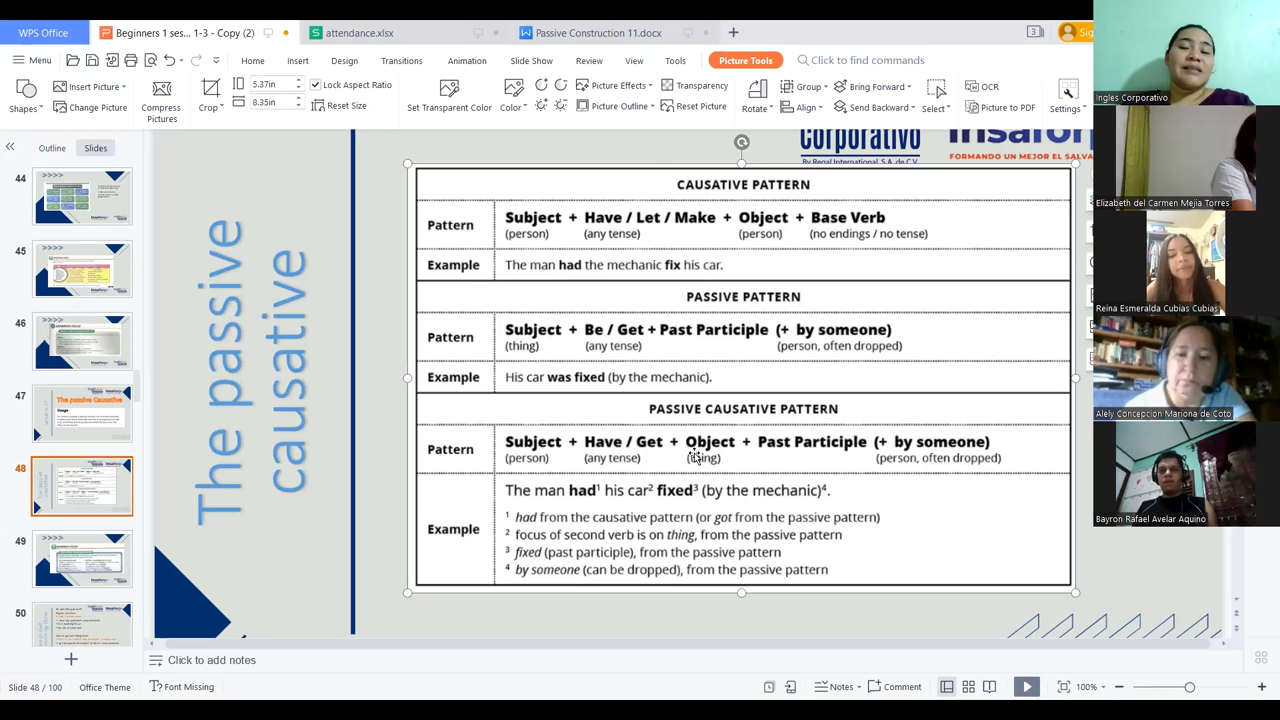 WPS Office
Beginners 1 ses... 1-3 - Copy (2)
attendance.xlsx
Passive Construction 11.docx
Menu
Home
Insert
Design
Transitions
Animation
Slide Show
Review
View
Tools
Picture Tools
Click to find commands
Shapes
Insert Picture
Change Picture
Compress
Pictures
Crop
5.37in
8.35in
Lock Aspect Ratio
Reset Size
Transparent Color
Color
Picture Effects
Transparency
Picture Outline
Reset Picture
Rotate
Group
Align
Bring Forward
Send Backward
Select
OCR
Picture to PDF
Settings
Outline
Slides
44
45
46
47
48
49
50
The passive
causative
corporativo
By Regal International, S.A. de C.V.
Insaforp
FORMANDO UN MEJOR EL SALVA
CAUSATIVE PATTERN
Pattern
Subject + Have / Let / Make + Object + Base Verb
(person) (any tense) (person) (no endings / no tense)
Example
The man had the mechanic fix his car.
PASSIVE PATTERN
Pattern
Subject + Be / Get + Past Participle (+ by someone)
(thing) (any tense) (person, often dropped)
Example
His car was fixed (by the mechanic).
PASSIVE CAUSATIVE PATTERN
Pattern
Subject + Have / Get + Object + Past Participle (+ by someone)
(person) (any tense) (thing) (person, often dropped)
Example
The man had¹ his car² fixed³ (by the mechanic)⁴.
¹ had from the causative pattern (or got from the passive pattern)
² focus of second verb is on thing, from the passive pattern
³ fixed (past participle), from the passive pattern
⁴ by someone (can be dropped), from the passive pattern
Ingles Corporativo
Elizabeth del Carmen Mejia Torres
Reina Esmeralda Cubias Cubias
Alely Concepcion Mariona de Coto
Bayron Rafael Avelar Aquino
Click to add notes
Slide 48 / 100
Office Theme
Font Missing
Notes
Comment
100%